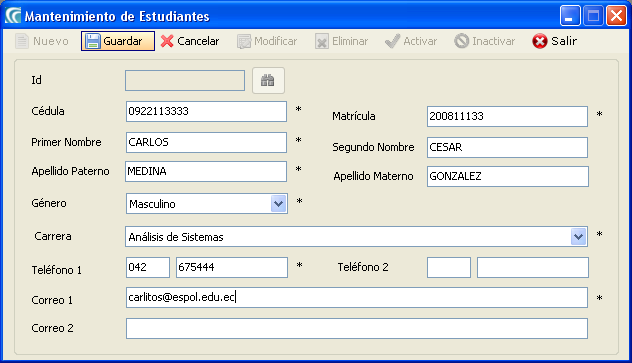 Mantenimiento de Estudiantes
Nuevo Guardar Cancelar Modificar Eliminar Activar Inactivar Salir
Id
Cédula 0922113333 * Matrícula 200811133 *
Primer Nombre CARLOS * Segundo Nombre CESAR
Apellido Paterno MEDINA * Apellido Materno GONZALEZ
Género Masculino *
Carrera Análisis de Sistemas *
Teléfono 1 042 675444 * Teléfono 2
Correo 1 carlitos@espol.edu.ec *
Correo 2